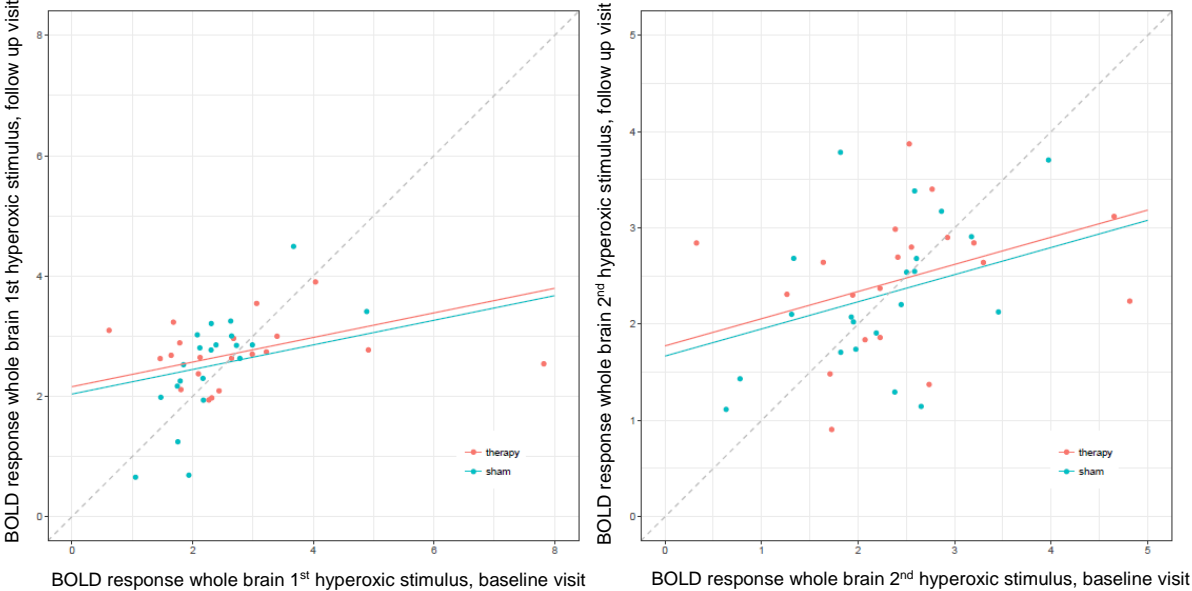 BOLD response whole brain 1st hyperoxic stimulus, follow up visit
8
6
4
2
0
0 2 4 6 8
therapy
sham
BOLD response whole brain 1st hyperoxic stimulus, baseline visit
BOLD response whole brain 2nd hyperoxic stimulus, follow up visit
5
4
3
2
1
0
0 1 2 3 4 5
therapy
sham
BOLD response whole brain 2nd hyperoxic stimulus, baseline visit